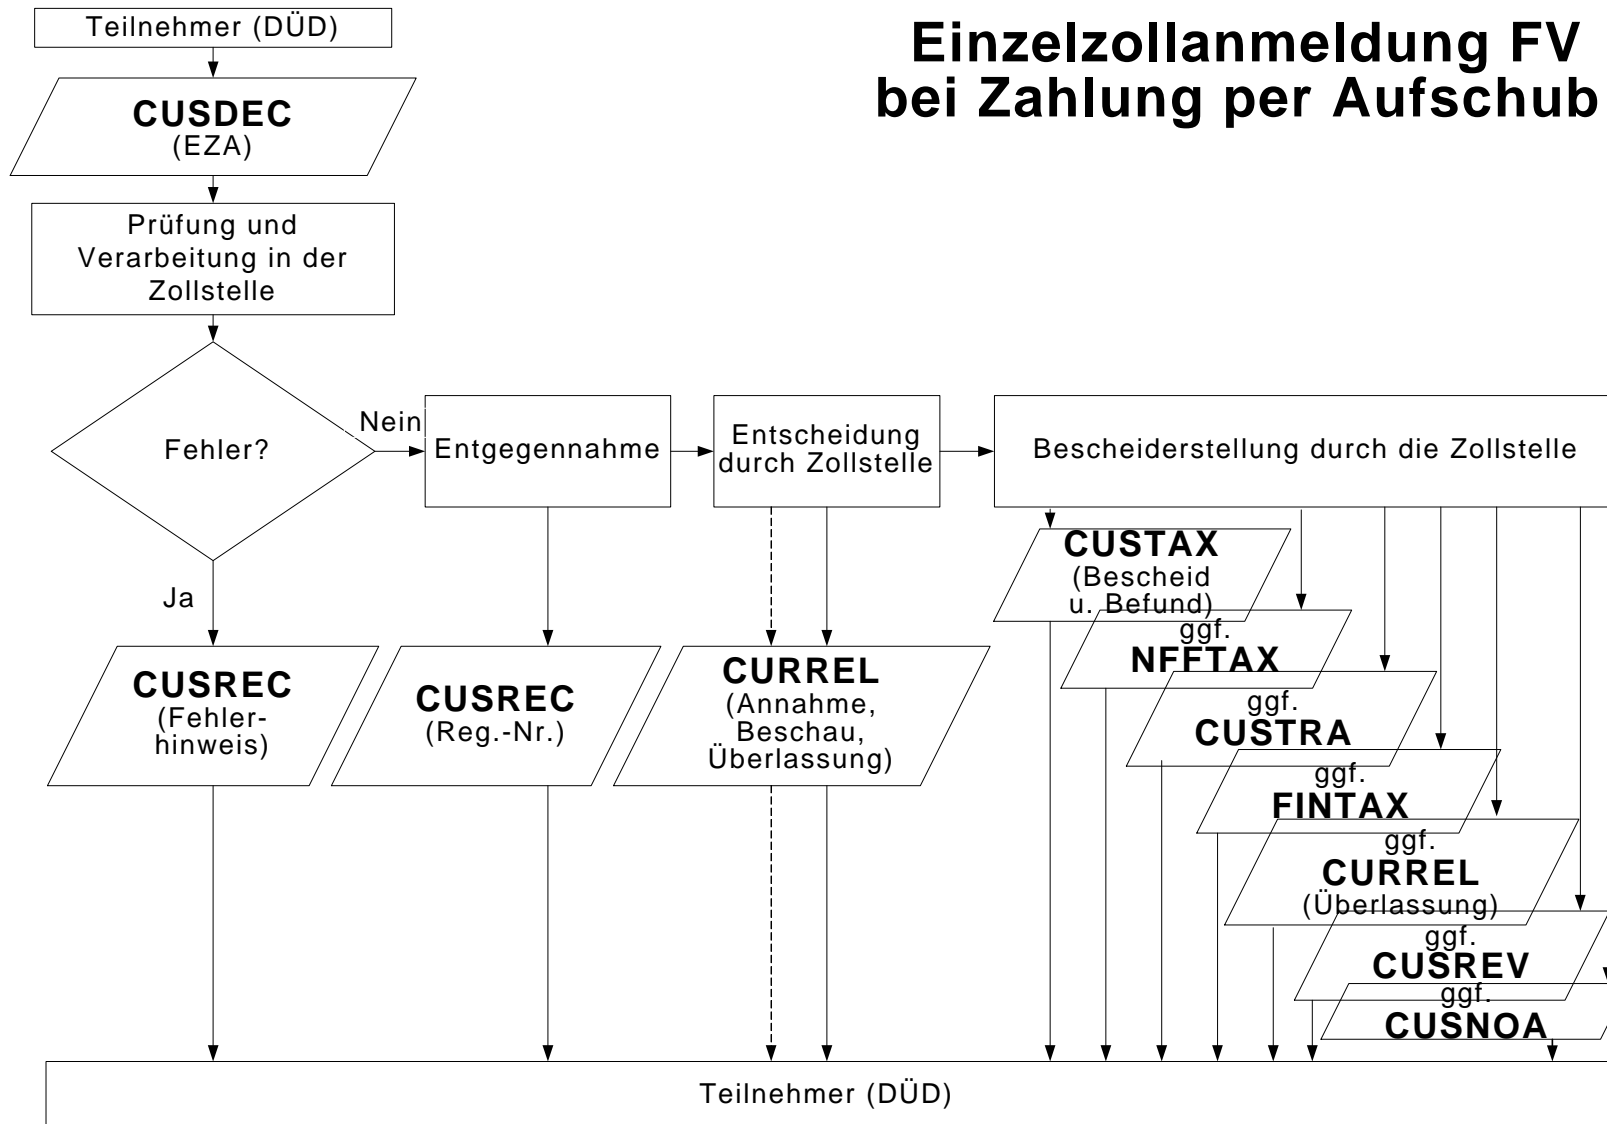 Teilnehmer (DÜD)
Einzelzollanmeldung FV
bei Zahlung per Aufschub
CUSDEC
(EZA)
Prüfung und
Verarbeitung in der
Zollstelle
Fehler?
Nein
Entgegennahme
Entscheidung
durch Zollstelle
Bescheiderstellung durch die Zollstelle
Ja
CUSREC
(Fehler-
hinweis)
CUSREC
(Reg.-Nr.)
CURREL
(Annahme,
Beschau,
Überlassung)
CUSTAX
(Bescheid
u. Befund)
ggf.
NFFTAX
ggf.
CUSTRA
ggf.
FINTAX
ggf.
CURREL
(Überlassung)
ggf.
CUSREV
ggf.
CUSNOA
Teilnehmer (DÜD)